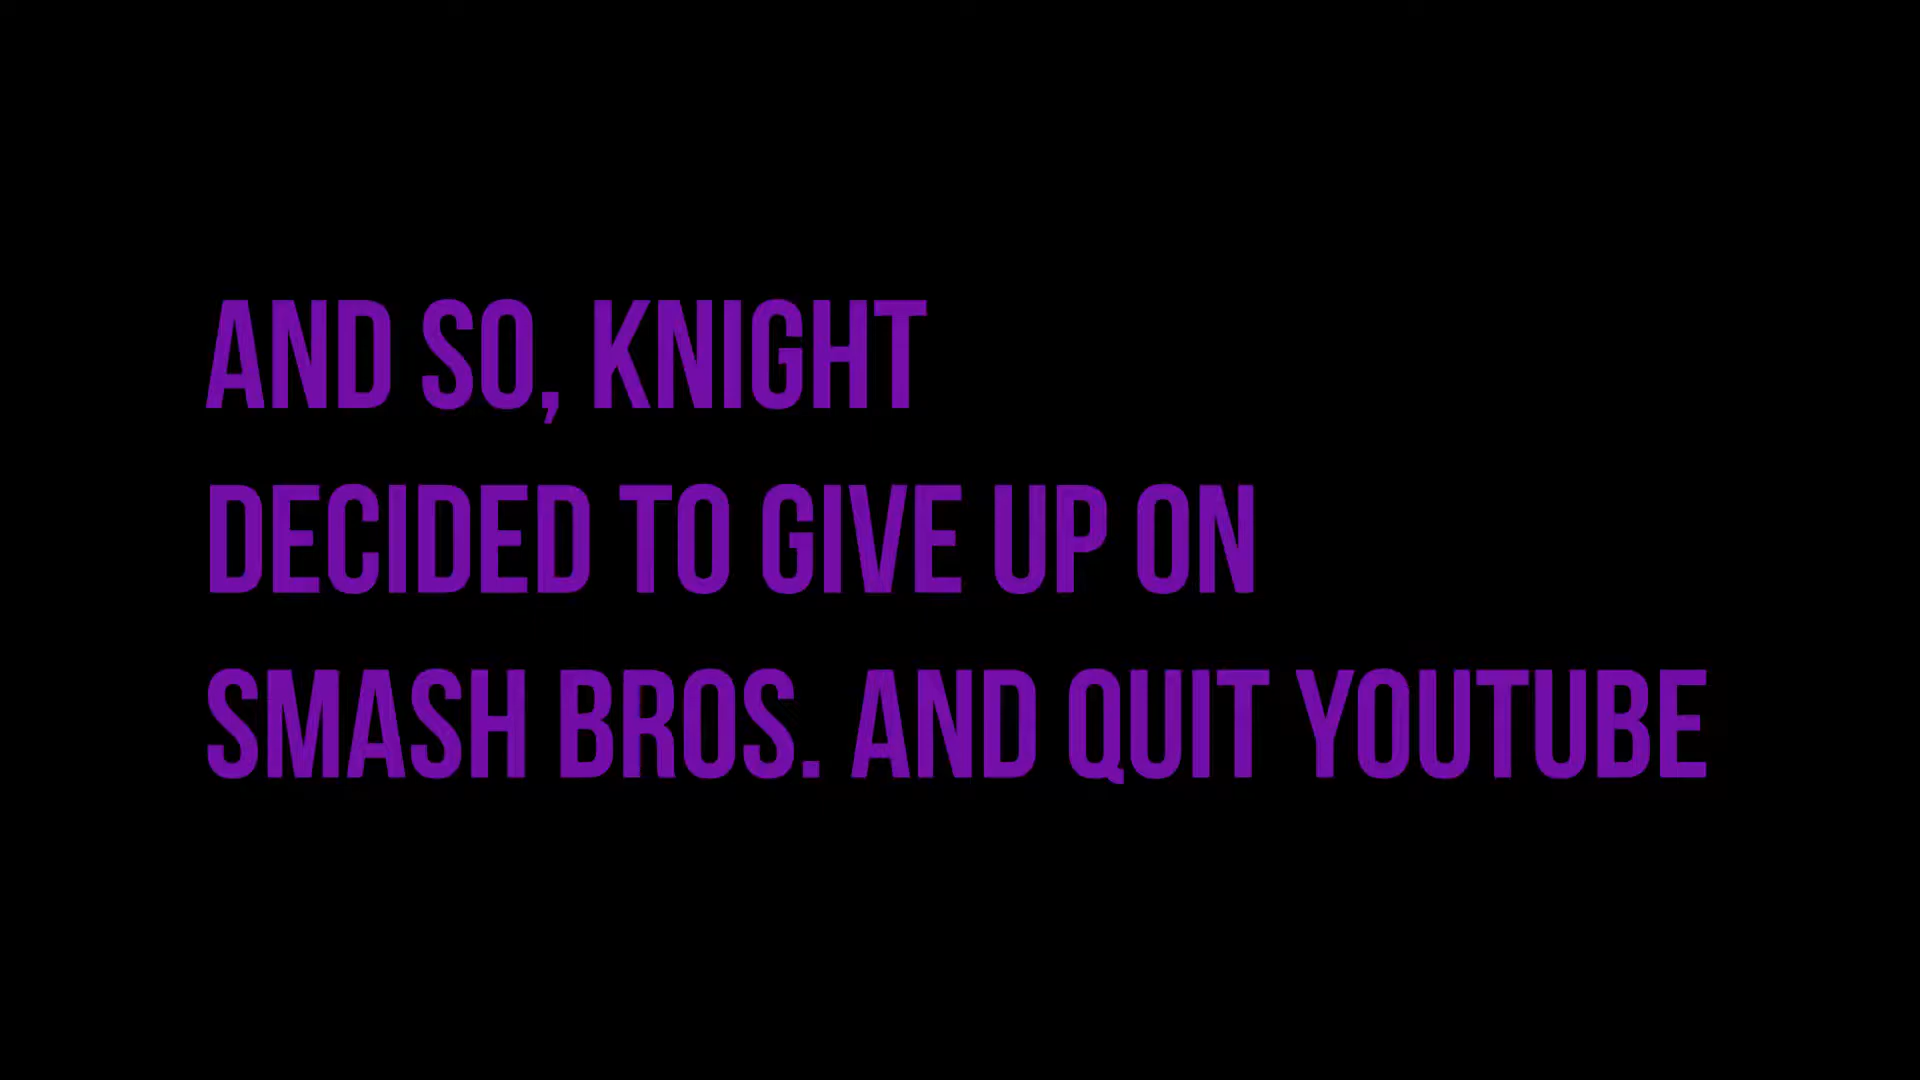 AND SO, KNIGHT
DECIDED TO GIVE UP ON
SMASH BROS. AND QUIT YOUTUBE